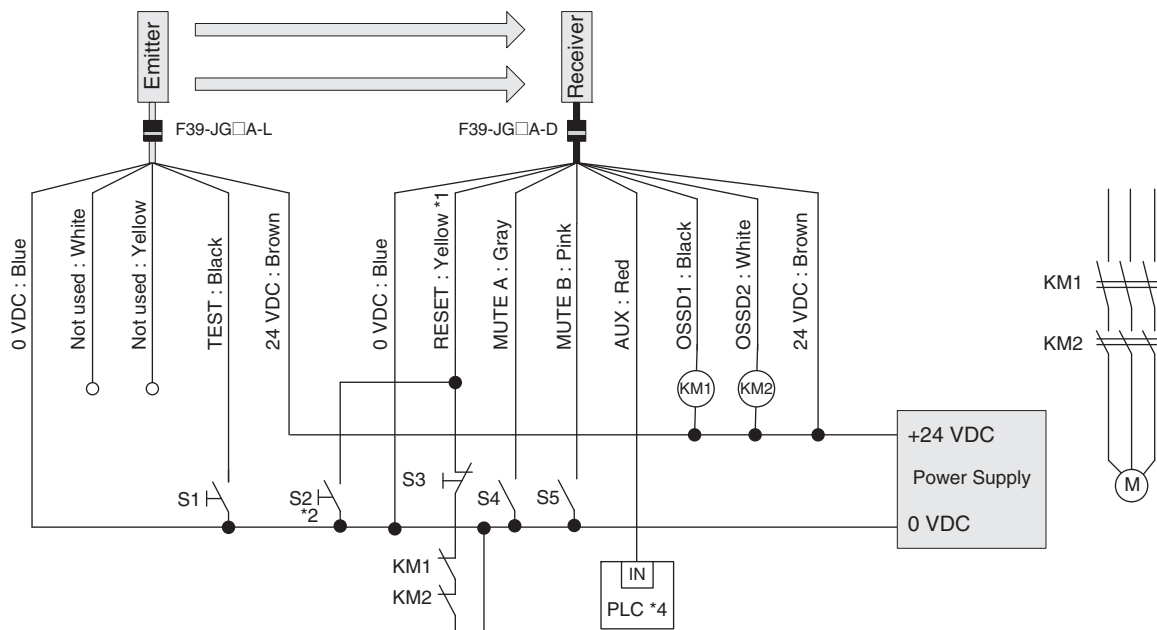 Emitter
Receiver
F39-JG□A-L
F39-JG□A-D
0 VDC : Blue
Not used : White
Not used : Yellow
TEST : Black
24 VDC : Brown
0 VDC : Blue
RESET : Yellow *1
MUTE A : Gray
MUTE B : Pink
AUX : Red
OSSD1 : Black
OSSD2 : White
24 VDC : Brown
KM1
KM2
KM1
KM2
M
+24 VDC
Power Supply
0 VDC
S1
S2
*2
S3
S4
S5
KM1
KM2
IN
PLC *4